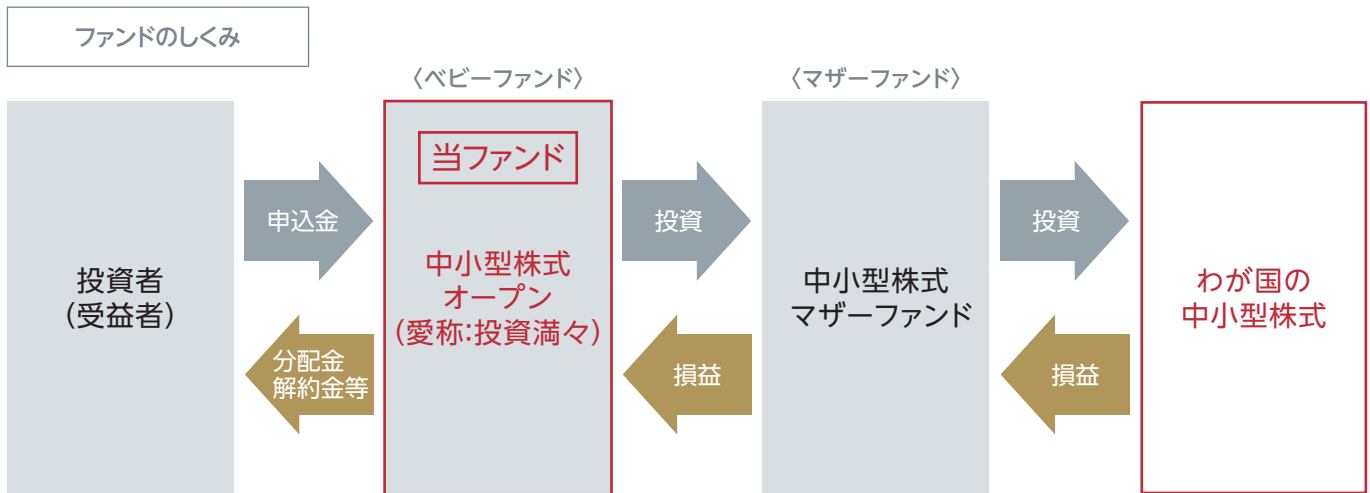 ファンドのしくみ
〈ベビーファンド〉
〈マザーファンド〉
投資者
(受益者)
申込金
分配金
解約金等
当ファンド
中小型株式
オープン
(愛称:投資満々)
投資
損益
中小型株式
マザーファンド
投資
損益
わが国の
中小型株式